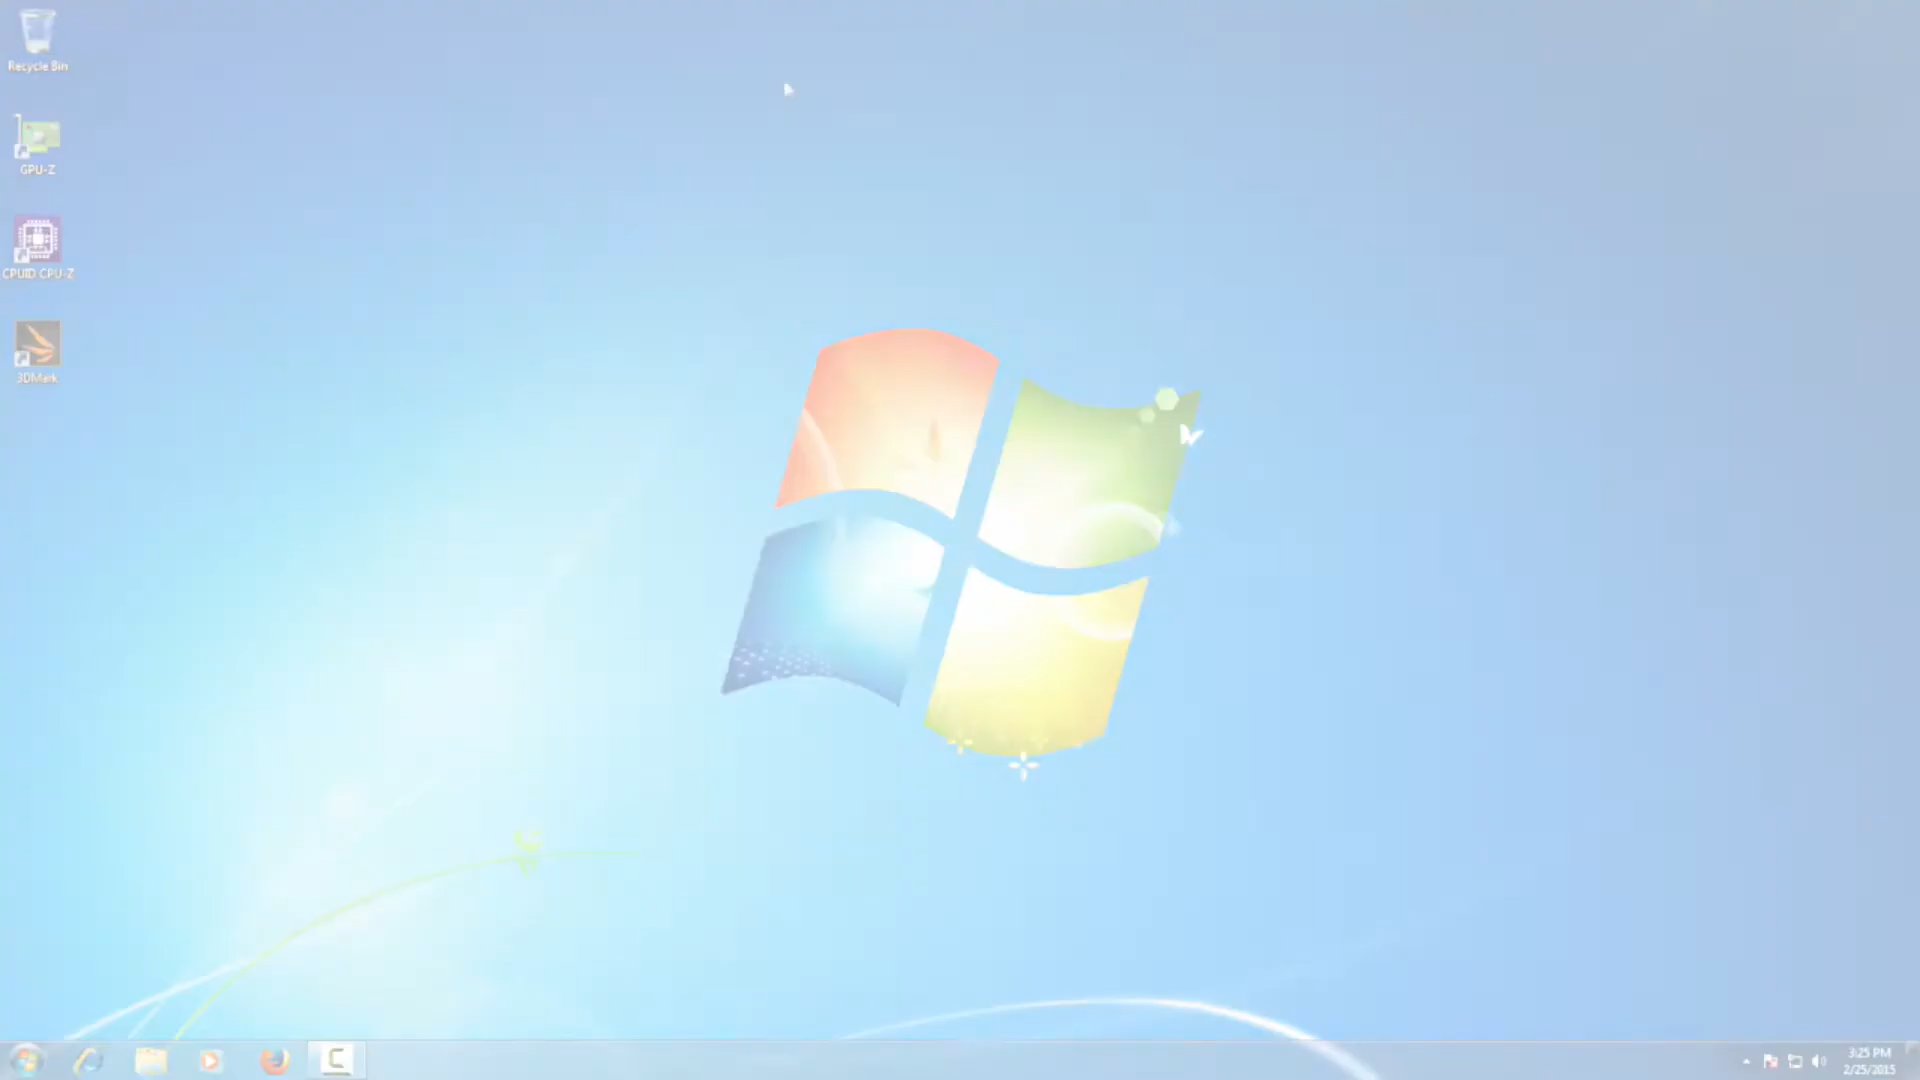 Recycle Bin
GPU-Z
CPUID CPU-Z
3DMark
3:25 PM
2/25/2015